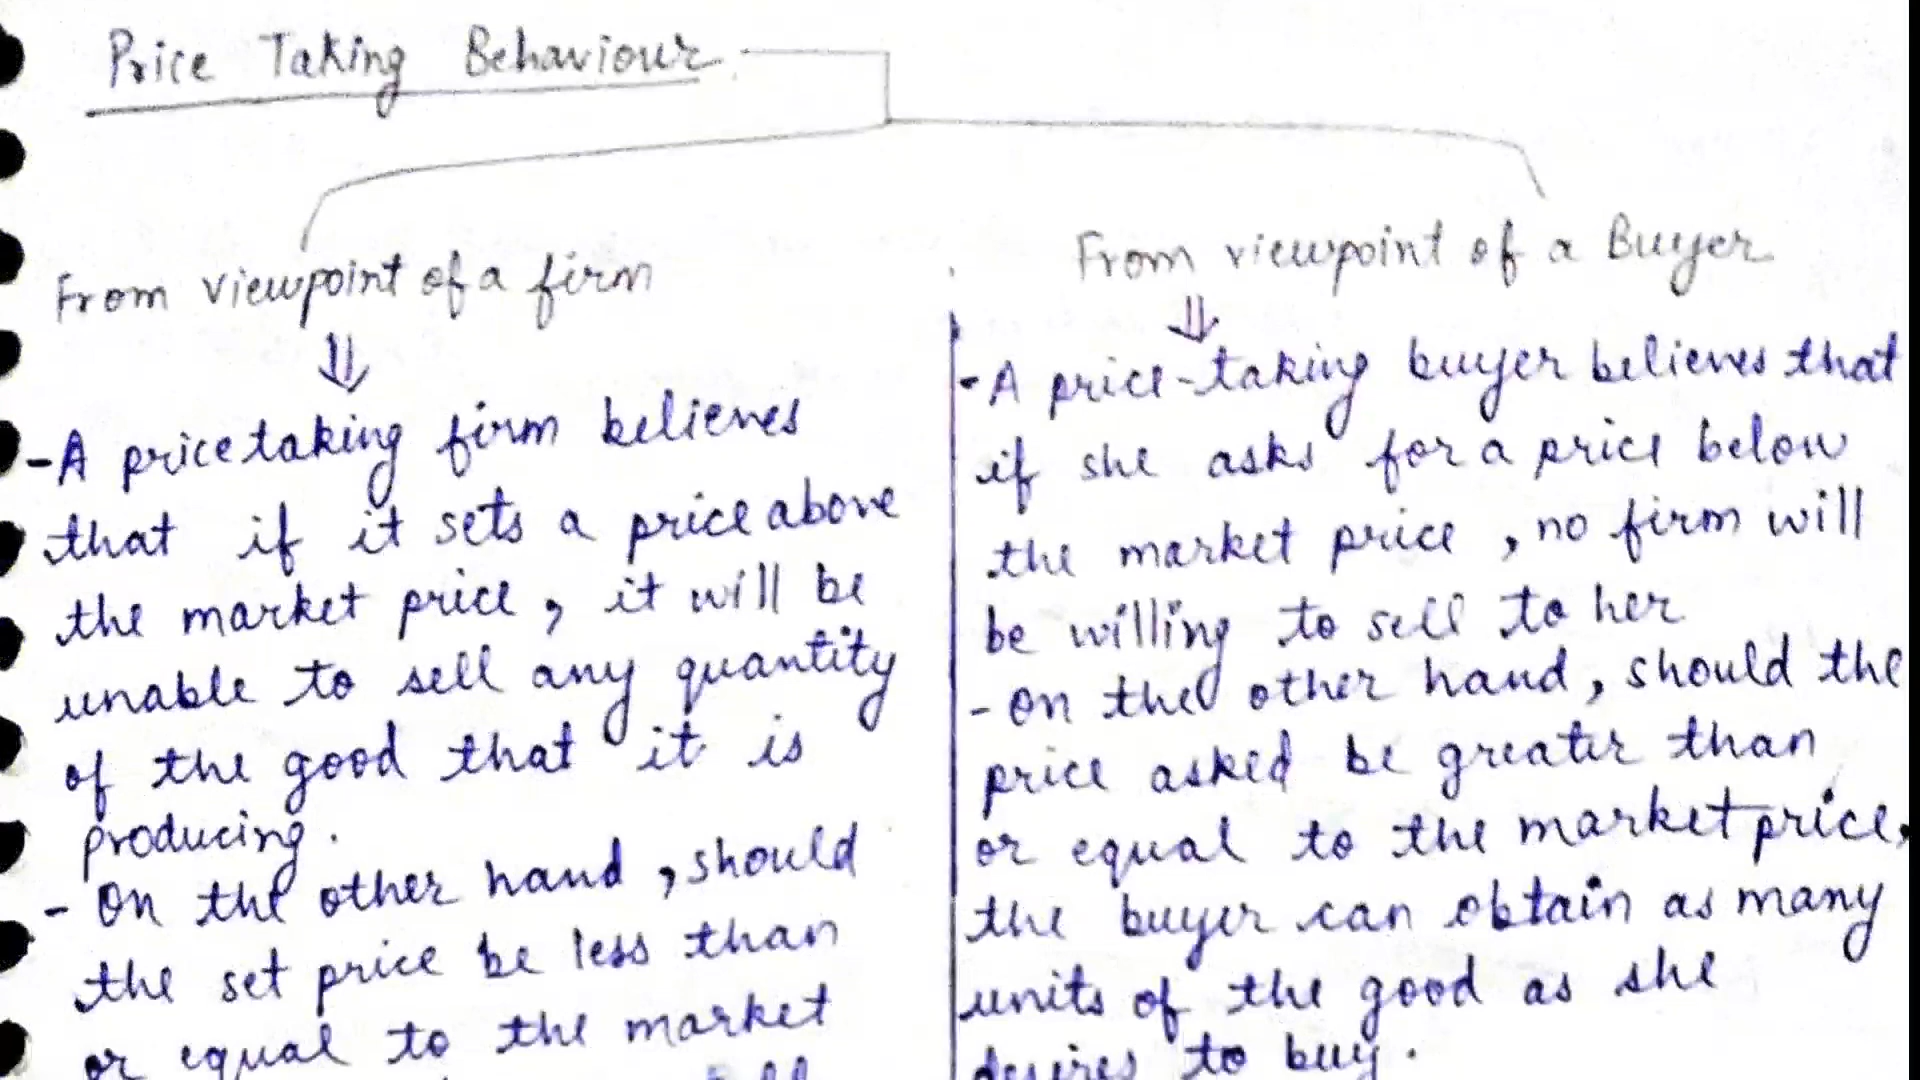 Price Taking Behaviour
From viewpoint of a firm
⇓
- A price taking firm believes
that if it sets a price above
the market price, it will be
unable to sell any quantity
of the good that it is
producing.
- On the other hand, should
the set price be less than
or equal to the market
From viewpoint of a Buyer
⇓
- A price-taking buyer believes that
if she asks for a price below
the market price, no firm will
be willing to sell to her
- On the other hand, should the
price asked be greater than
or equal to the market price,
the buyer can obtain as many
units of the good as she
desires to buy.